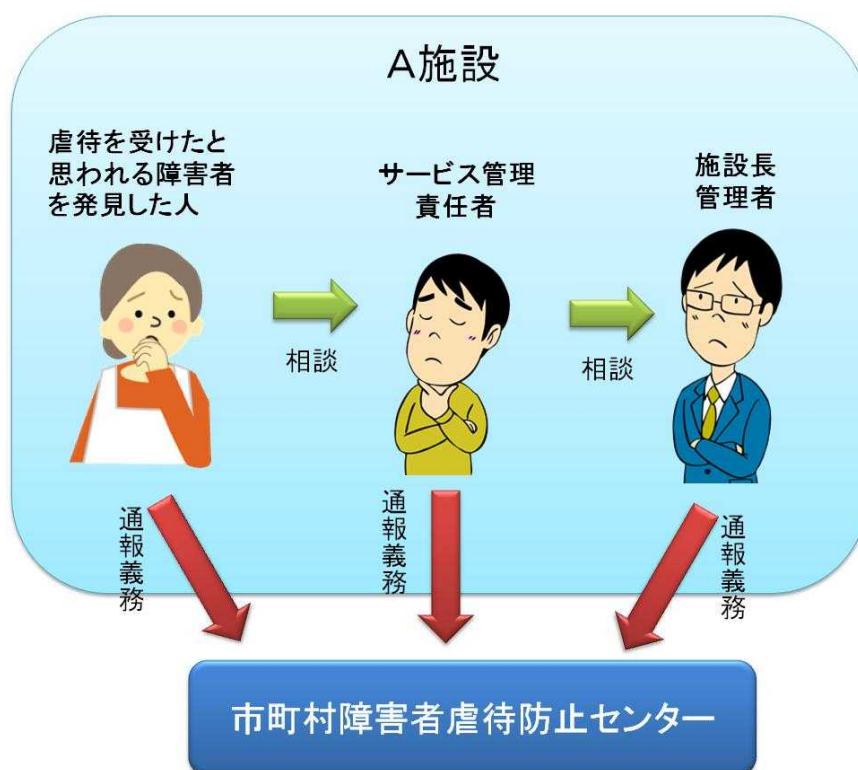 A施設
虐待を受けたと
思われる障害者
を発見した人
サービス管理
責任者
施設長
管理者
相談
相談
通報義務
通報義務
通報義務
市町村障害者虐待防止センター